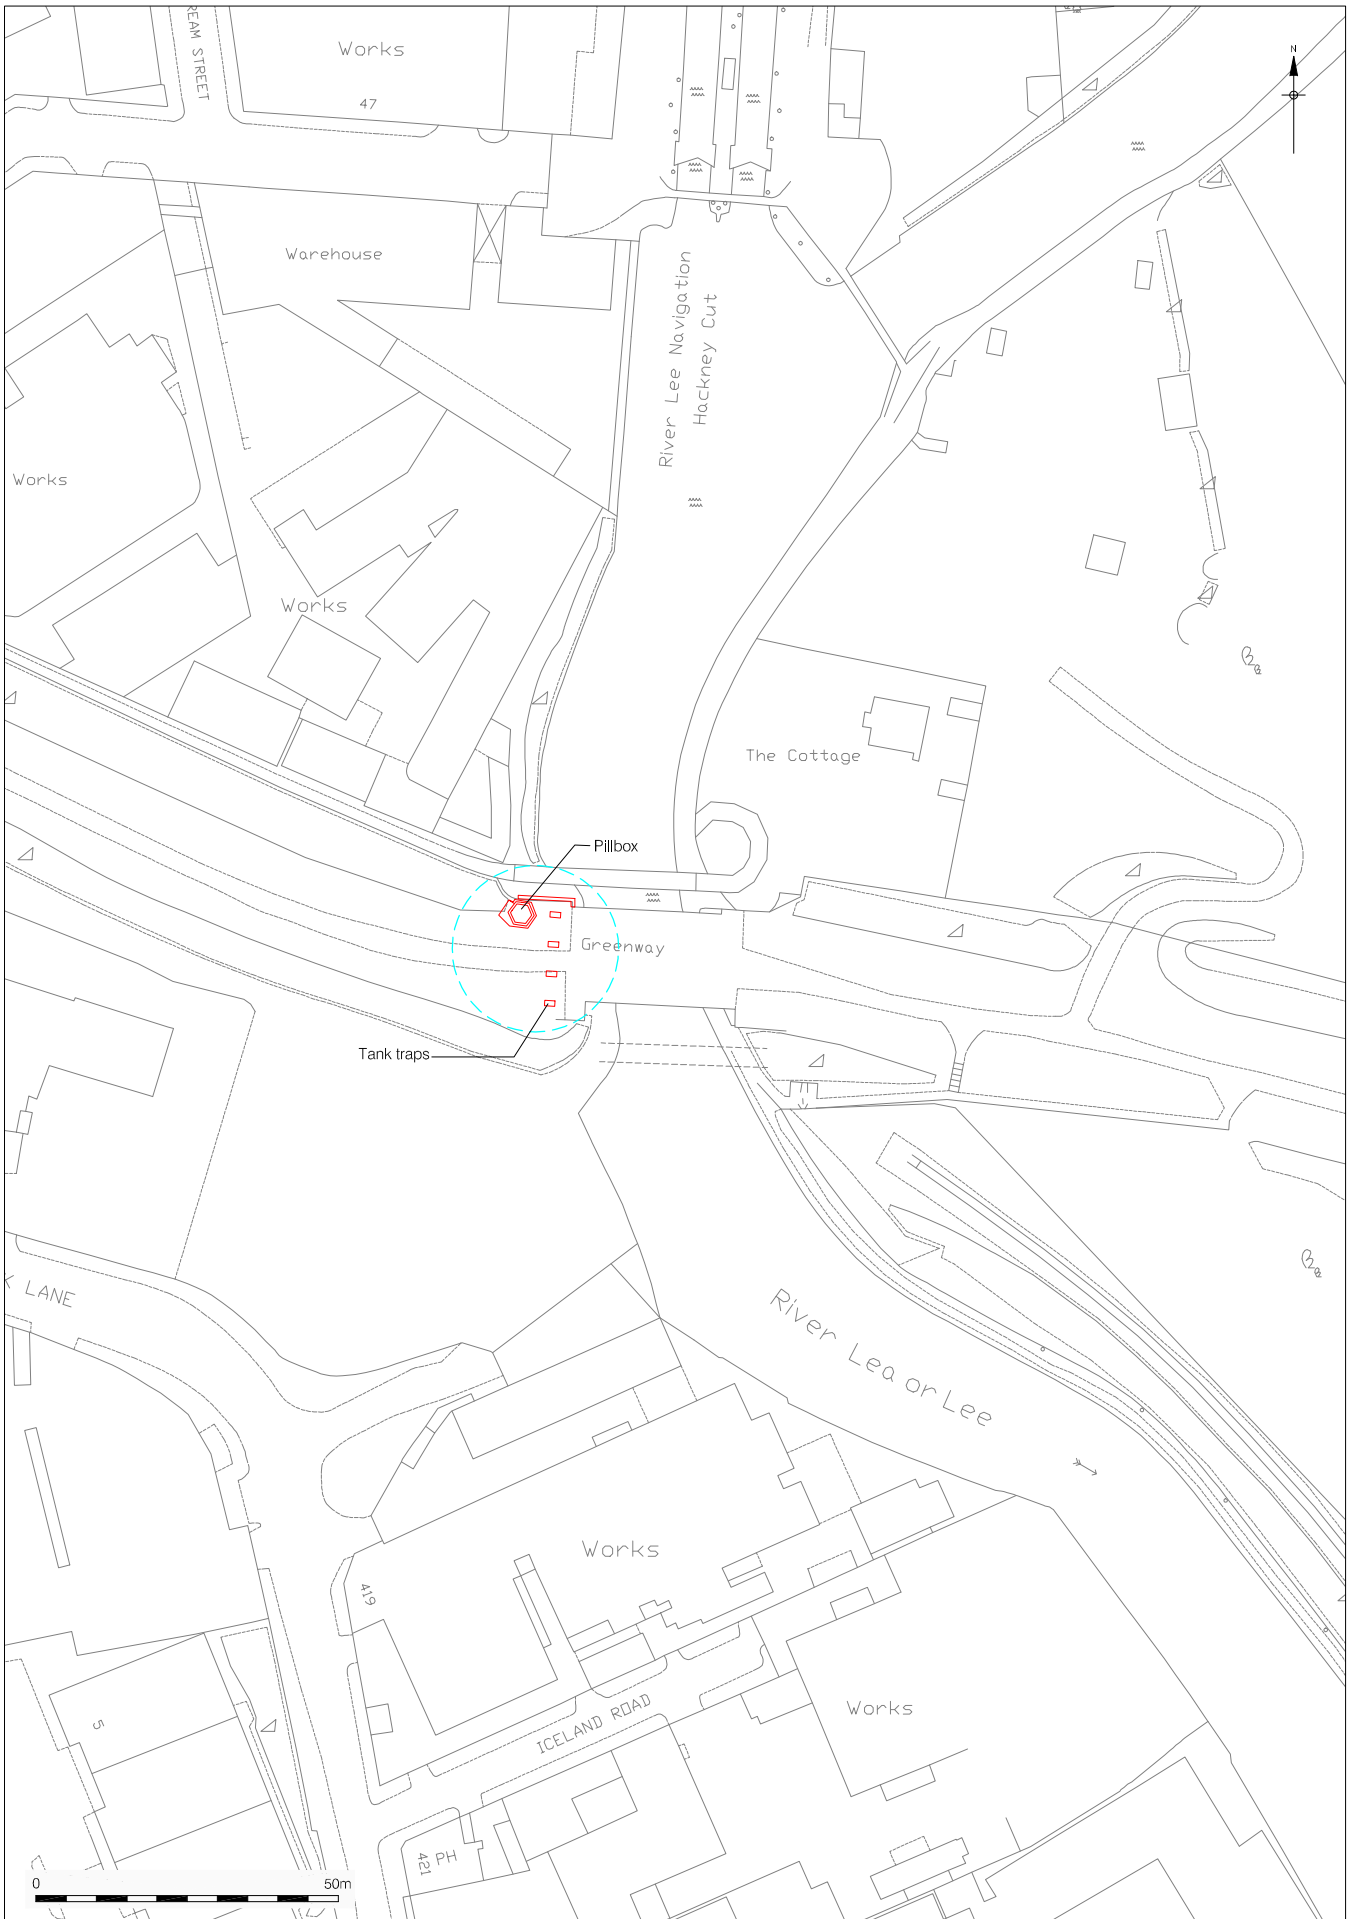 REAM STREET
Works
47
N
Warehouse
River Lee Navigation
Hackney Cut
Works
Works
The Cottage
Pillbox
Greenway
Tank traps
LANE
River Lea or Lee
Works
419
ICELAND ROAD
Works
5
421
PH
0
50m